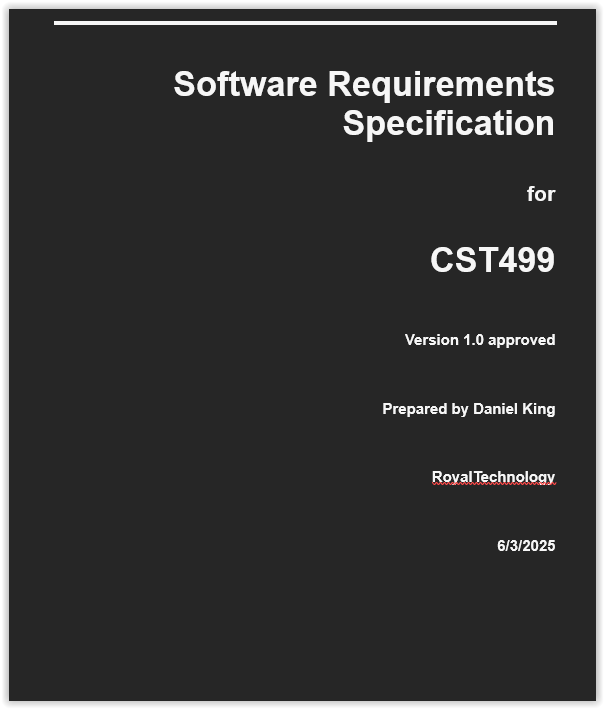 Software Requirements
Specification
for
CST499
Version 1.0 approved
Prepared by Daniel King
RoyalTechnology
6/3/2025